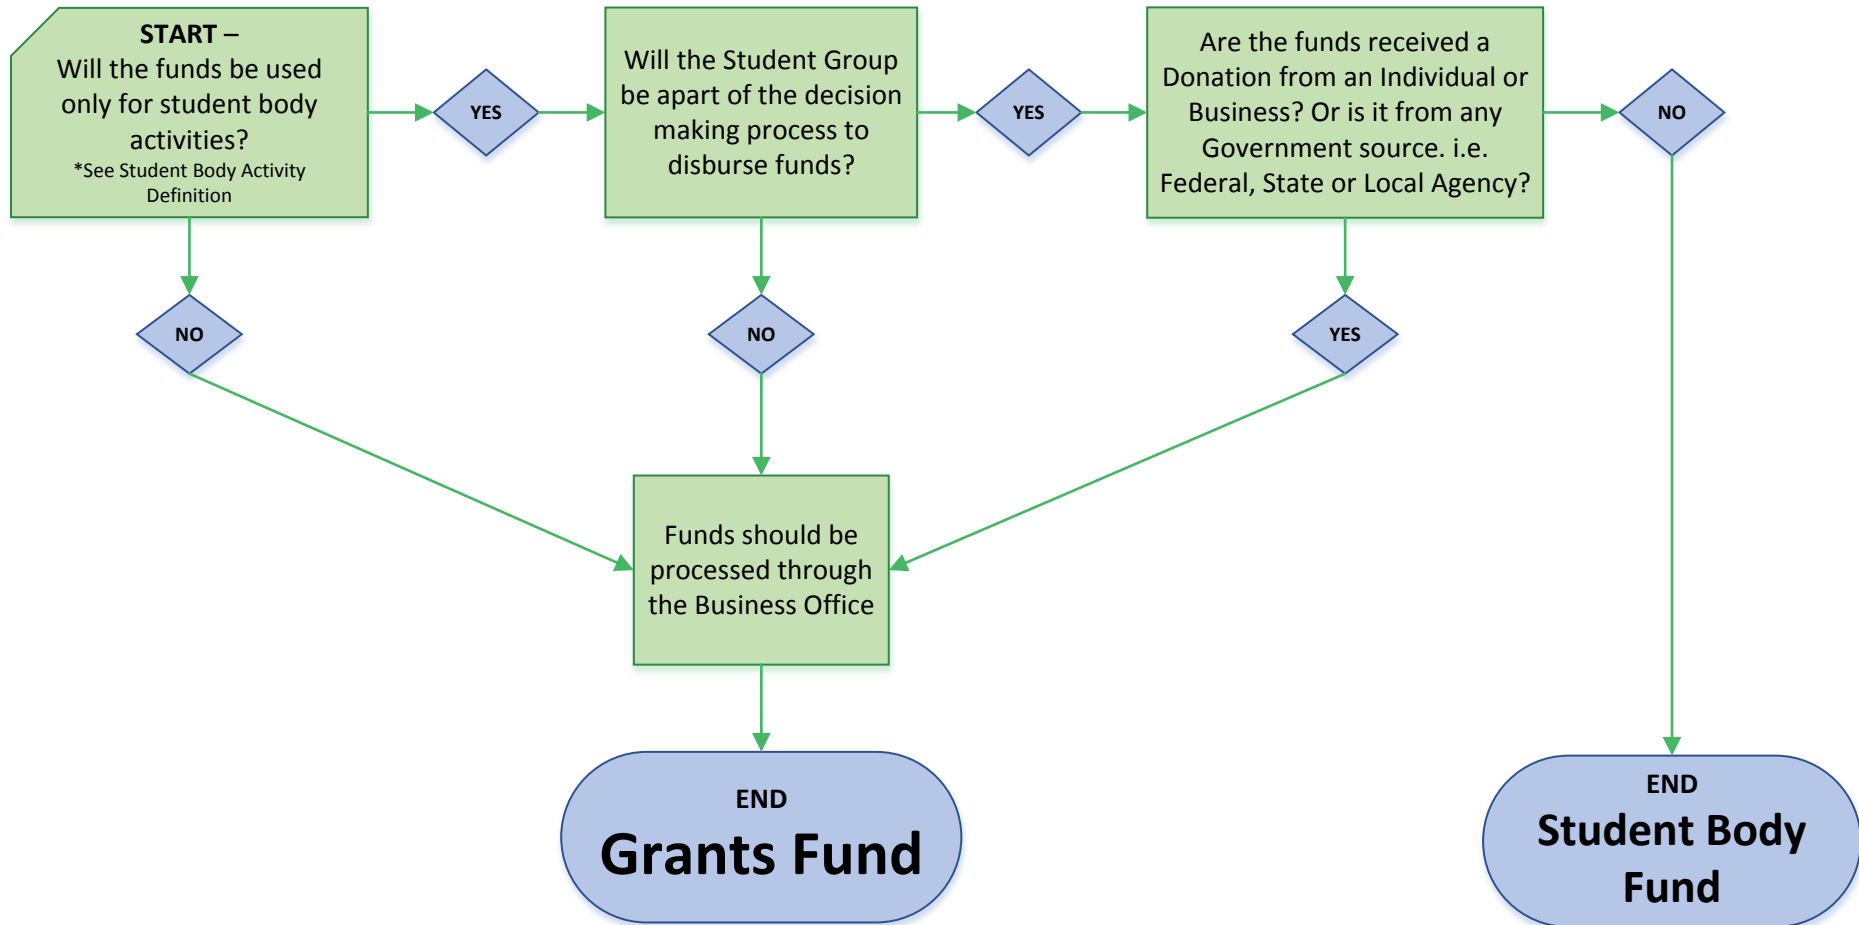 START –
Will the funds be used
only for student body
activities?
*See Student Body Activity
Definition
YES
Will the Student Group
be apart of the decision
making process to
disburse funds?
YES
Are the funds received a
Donation from an Individual or
Business? Or is it from any
Government source. i.e.
Federal, State or Local Agency?
NO
NO
NO
YES
Funds should be
processed through
the Business Office
END
Grants Fund
END
Student Body
Fund